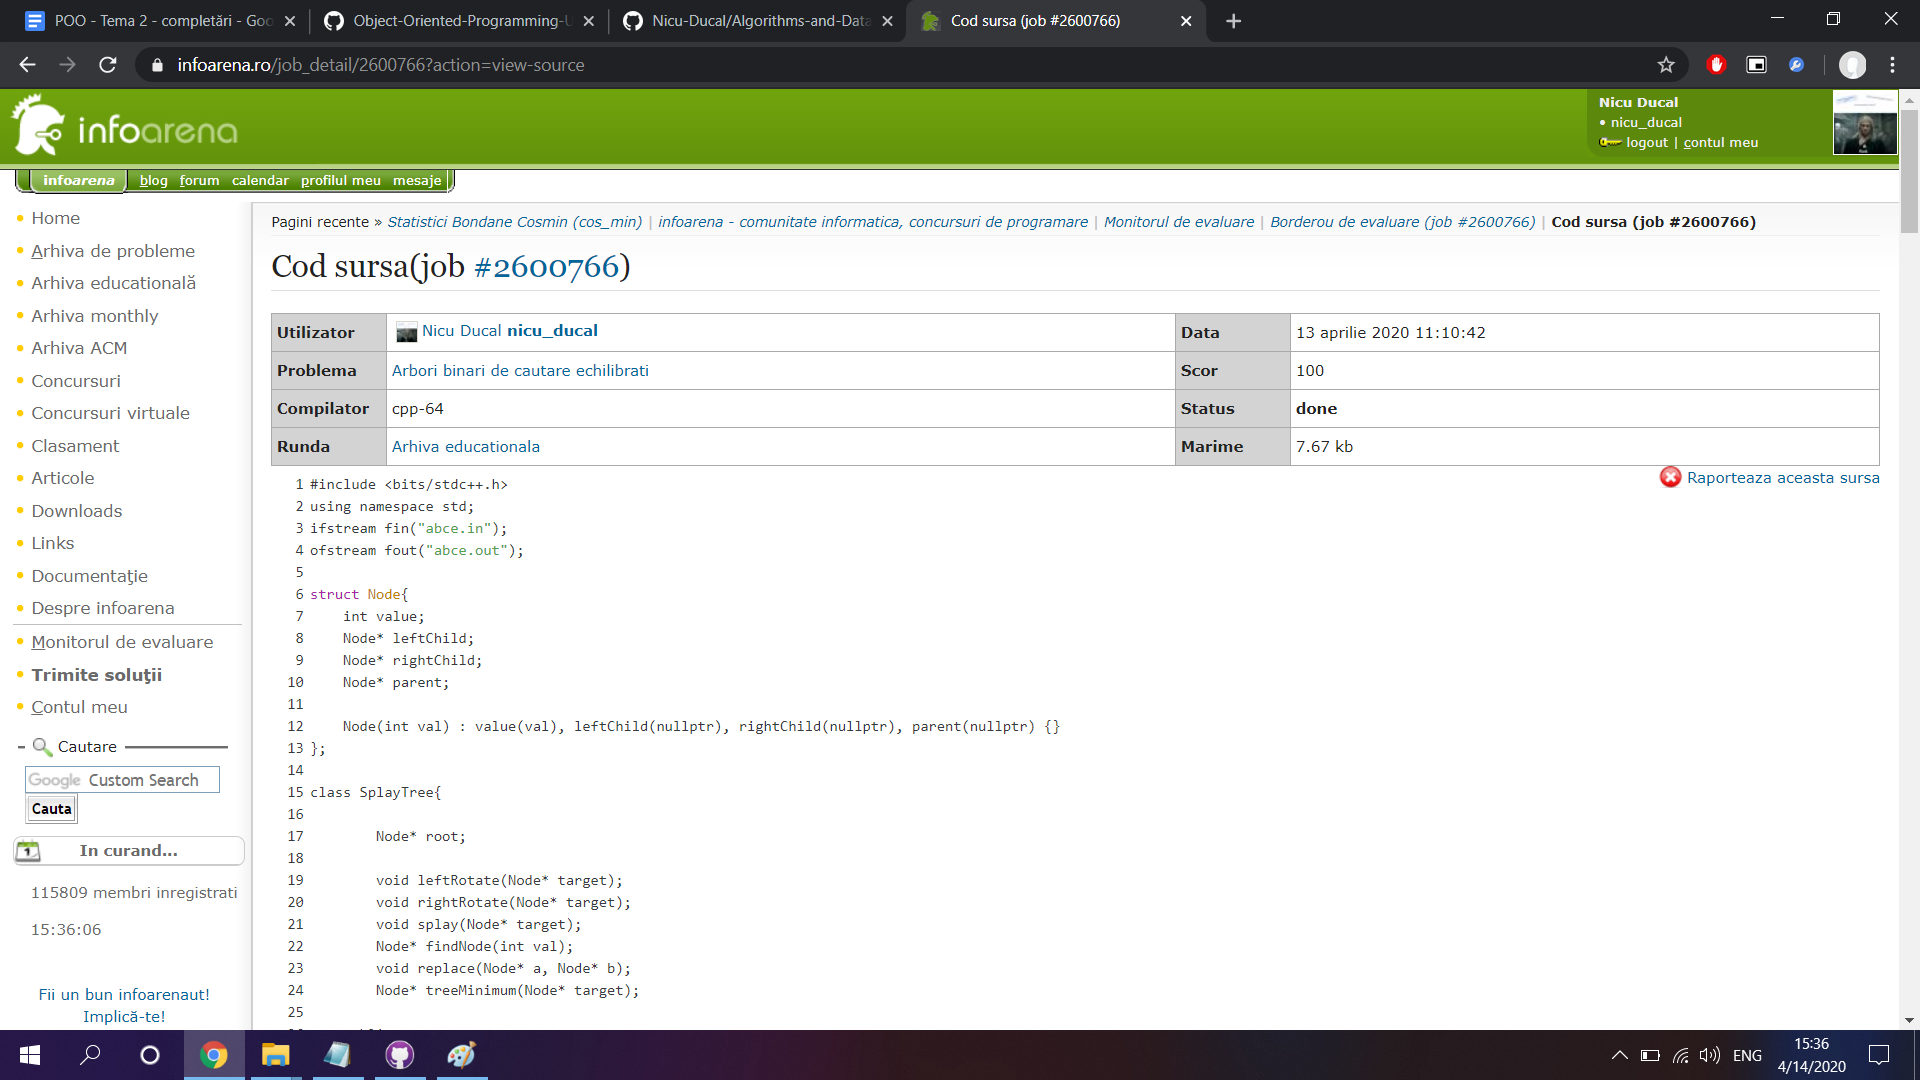 POO - Tema 2 - completări - Goo
Object-Oriented-Programming-U
Nicu-Ducal/Algorithms-and-Data
Cod sursa (job #2600766)
infoarena.ro/job_detail/2600766?action=view-source
infoarena
Nicu Ducal
• nicu_ducal
logout | contul meu
infoarena blog forum calendar profilul meu mesaje
Home
Arhiva de probleme
Arhiva educatională
Arhiva monthly
Arhiva ACM
Concursuri
Concursuri virtuale
Clasament
Articole
Downloads
Links
Documentaţie
Despre infoarena
Monitorul de evaluare
Trimite soluţii
Contul meu
Cautare
Google Custom Search
Cauta
1 In curand...
115809 membri inregistrati
15:36:06
Fii un bun infoarenaut!
Implică-te!
Pagini recente » Statistici Bondane Cosmin (cos_min) | infoarena - comunitate informatica, concursuri de programare | Monitorul de evaluare | Borderou de evaluare (job #2600766) | Cod sursa (job #2600766)
Cod sursa(job #2600766)
Utilizator Nicu Ducal nicu_ducal Data 13 aprilie 2020 11:10:42
Problema Arbori binari de cautare echilibrati Scor 100
Compilator cpp-64 Status done
Runda Arhiva educationala Marime 7.67 kb
Raporteaza aceasta sursa
1 #include <bits/stdc++.h>
2 using namespace std;
3 ifstream fin("abce.in");
4 ofstream fout("abce.out");
5
6 struct Node{
7     int value;
8     Node* leftChild;
9     Node* rightChild;
10     Node* parent;
11
12     Node(int val) : value(val), leftChild(nullptr), rightChild(nullptr), parent(nullptr) {}
13 };
14
15 class SplayTree{
16
17         Node* root;
18
19         void leftRotate(Node* target);
20         void rightRotate(Node* target);
21         void splay(Node* target);
22         Node* findNode(int val);
23         void replace(Node* a, Node* b);
24         Node* treeMinimum(Node* target);
25
ENG
15:36
4/14/2020